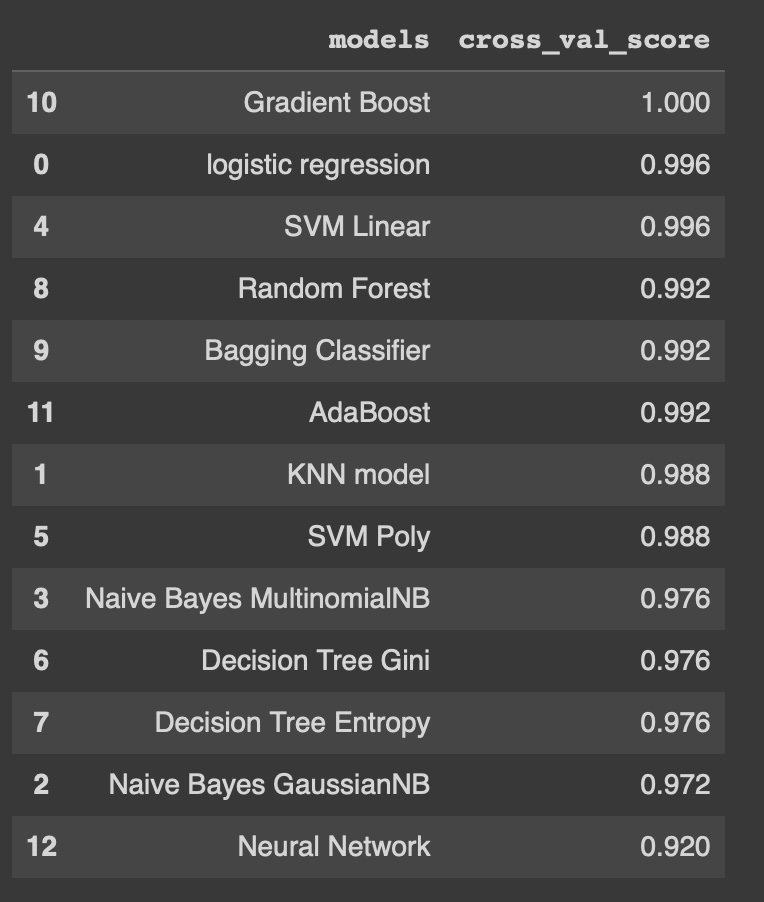 models cross_val_score
10 Gradient Boost 1.000
0 logistic regression 0.996
4 SVM Linear 0.996
8 Random Forest 0.992
9 Bagging Classifier 0.992
11 AdaBoost 0.992
1 KNN model 0.988
5 SVM Poly 0.988
3 Naive Bayes MultinomialNB 0.976
6 Decision Tree Gini 0.976
7 Decision Tree Entropy 0.976
2 Naive Bayes GaussianNB 0.972
12 Neural Network 0.920